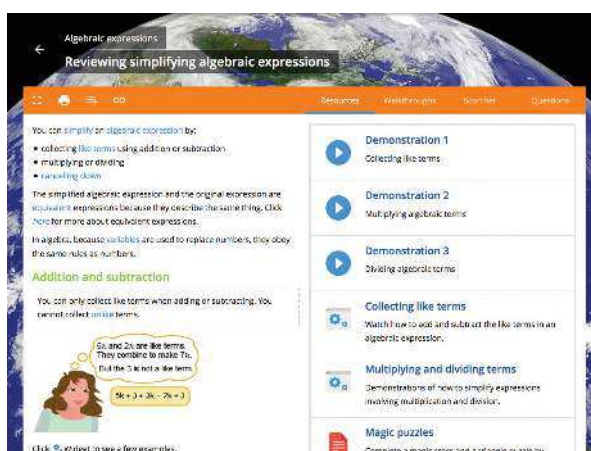 Algebraic expressions
Reviewing simplifying algebraic expressions
Resources Walkthroughs Scorcher Questions
You can simplify an algebraic expression by:
• collecting like terms using addition or subtraction
• multiplying or dividing
• cancelling down
The simplified algebraic expression and the original expression are
equivalent expressions because they describe the same thing. Click
here for more about equivalent expressions.
In algebra, because variables are used to replace numbers, they obey
the same rules as numbers.
Addition and subtraction
You can only collect like terms when adding or subtracting. You
cannot collect unlike terms.
5k and 2k are like terms.
They combine to make 7k.
But the 3 is not a like term.
5k + 3 + 2k = 7k + 3
Click Widget to see a few examples.
Demonstration 1
Collecting like terms
Demonstration 2
Multiplying algebraic terms
Demonstration 3
Dividing algebraic terms
Collecting like terms
Watch how to add and subtract the like terms in an
algebraic expression.
Multiplying and dividing terms
Demonstrations of how to simplify expressions
involving multiplication and division.
Magic puzzles